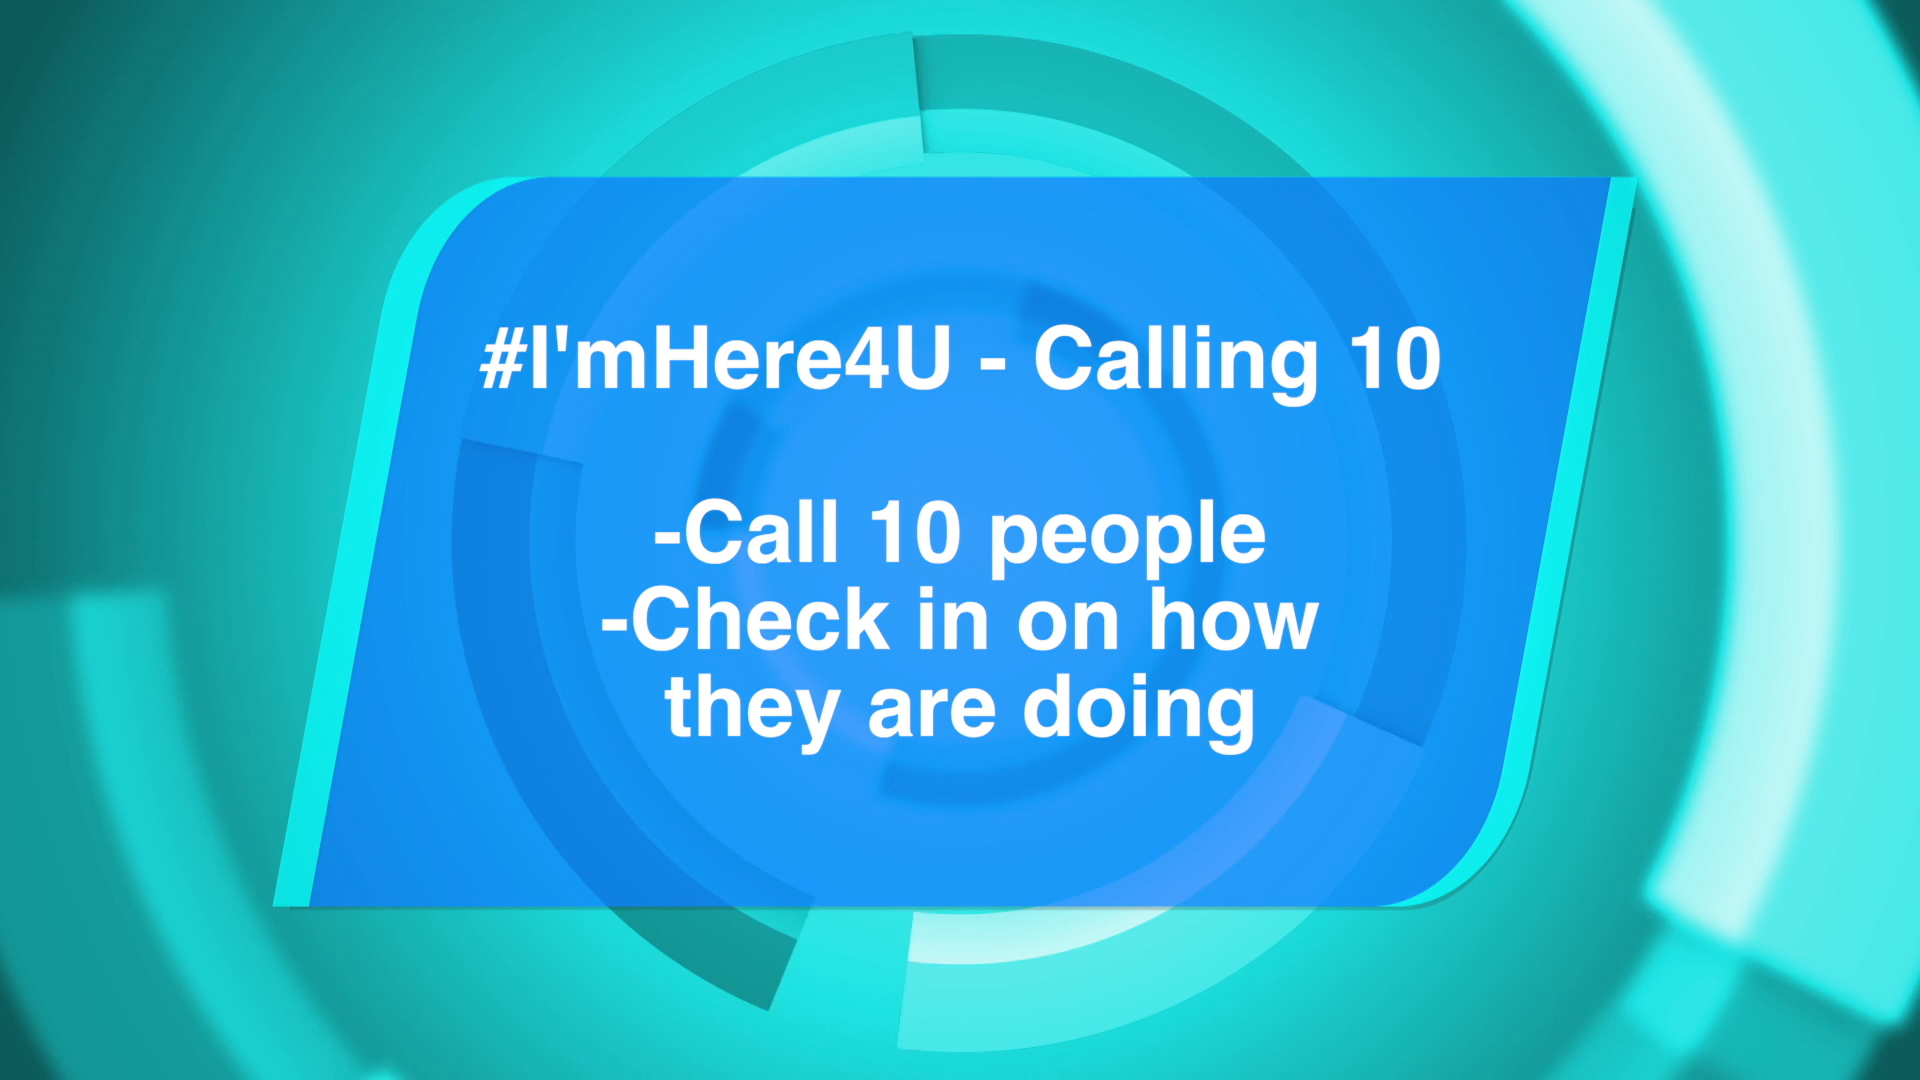 #I'mHere4U - Calling 10
-Call 10 people
-Check in on how
they are doing